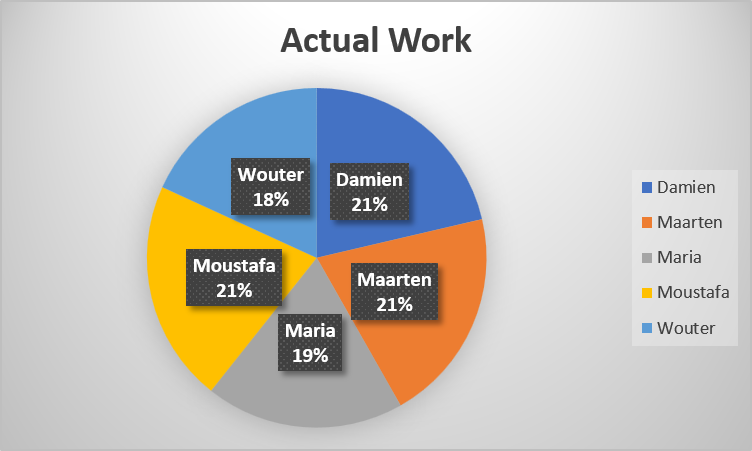 Actual Work
Wouter
18%
Damien
21%
Moustafa
21%
Maarten
21%
Maria
19%
Damien
Maarten
Maria
Moustafa
Wouter